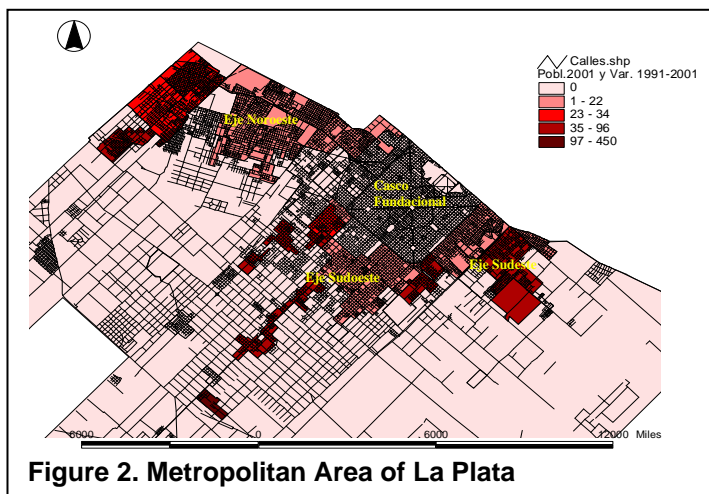 Calles.shp
Pobl.2001 y Var. 1991-2001
0
1 - 22
23 - 34
35 - 96
97 - 450
Eje Noroeste
Casco
Fundacional
Eje Sudoeste
Eje Sudeste
6000 0 6000 12000 Miles
Figure 2. Metropolitan Area of La Plata